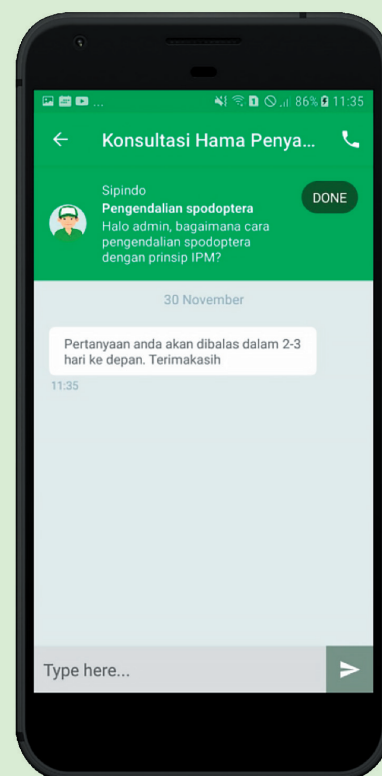 ... 86% 11:35
Konsultasi Hama Penya...
Sipindo
Pengendalian spodoptera
DONE
Halo admin, bagaimana cara
pengendalian spodoptera
dengan prinsip IPM?
30 November
Pertanyaan anda akan dibalas dalam 2-3
hari ke depan. Terimakasih
11:35
Type here...